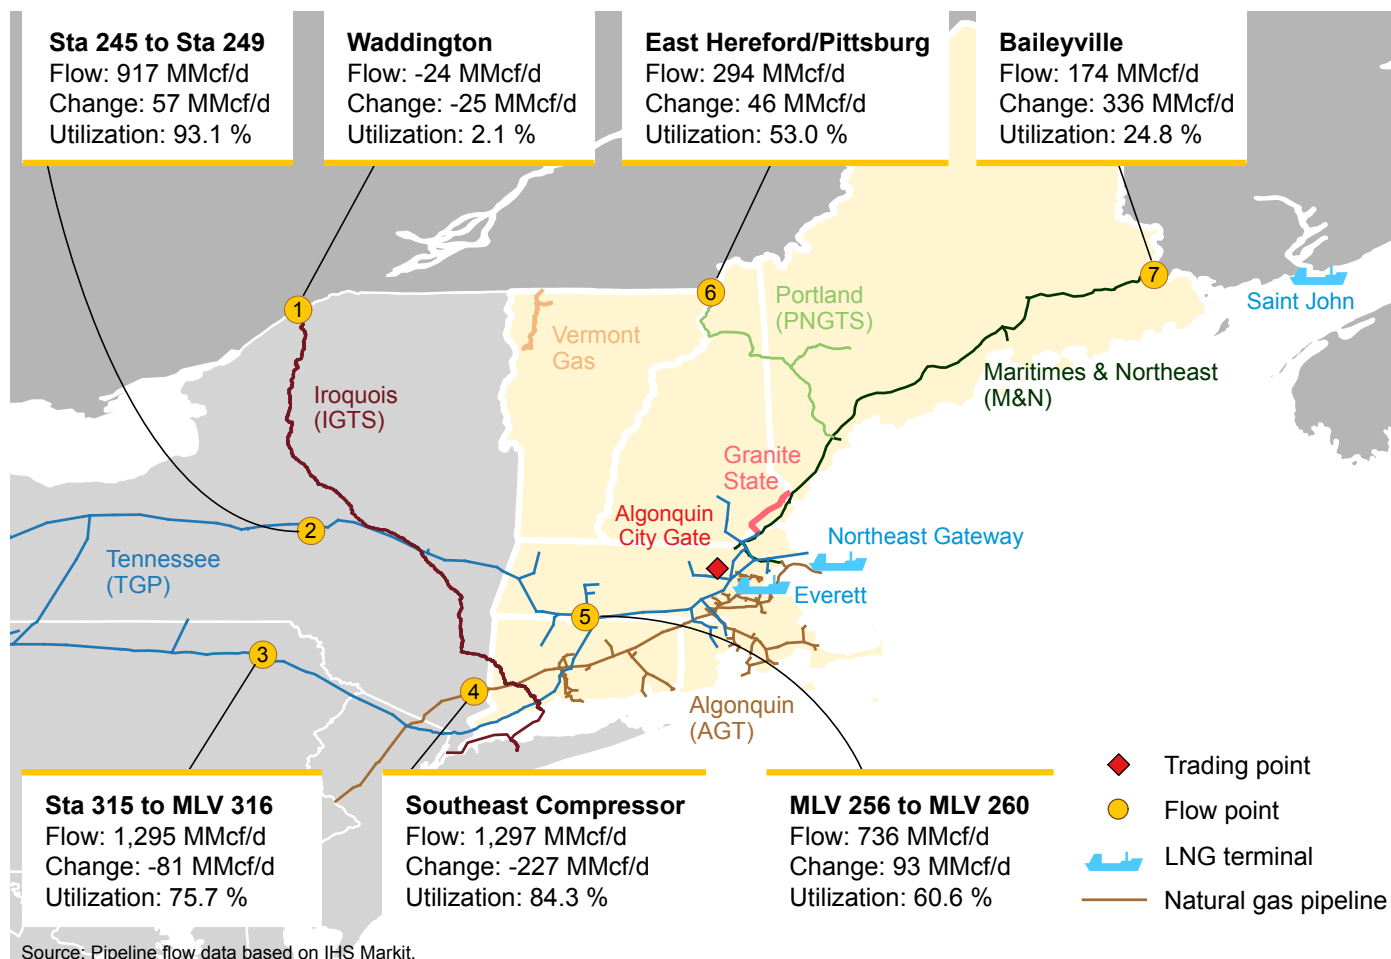 Sta 245 to Sta 249
Flow: 917 MMcf/d
Change: 57 MMcf/d
Utilization: 93.1 %
Waddington
Flow: -24 MMcf/d
Change: -25 MMcf/d
Utilization: 2.1 %
East Hereford/Pittsburg
Flow: 294 MMcf/d
Change: 46 MMcf/d
Utilization: 53.0 %
Baileyville
Flow: 174 MMcf/d
Change: 336 MMcf/d
Utilization: 24.8 %
1
6
7
Saint John
Portland
(PNGTS)
Vermont
Gas
Maritimes & Northeast
(M&N)
Iroquois
(IGTS)
Granite
State
Algonquin
City Gate
2
Northeast Gateway
Tennessee
(TGP)
Everett
5
3
4
Algonquin
(AGT)
Sta 315 to MLV 316
Flow: 1,295 MMcf/d
Change: -81 MMcf/d
Utilization: 75.7 %
Southeast Compressor
Flow: 1,297 MMcf/d
Change: -227 MMcf/d
Utilization: 84.3 %
MLV 256 to MLV 260
Flow: 736 MMcf/d
Change: 93 MMcf/d
Utilization: 60.6 %
Trading point
Flow point
LNG terminal
Natural gas pipeline
Source: Pipeline flow data based on IHS Markit.